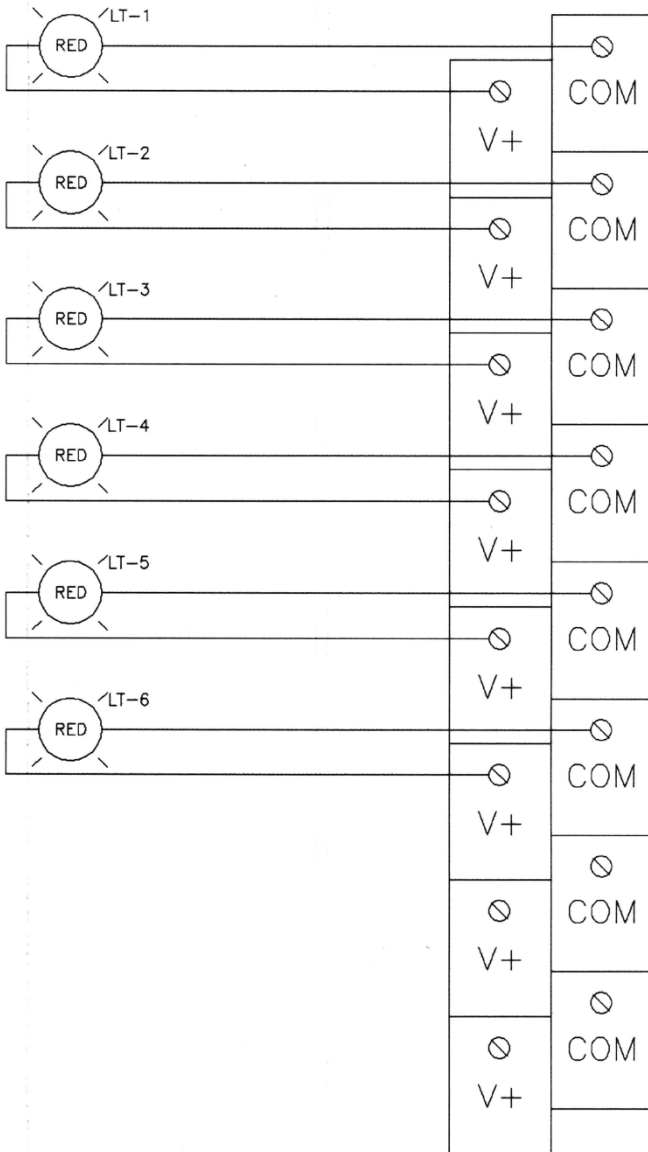 LT-1
RED
COM
V+
LT-2
RED
COM
V+
LT-3
RED
COM
V+
LT-4
RED
COM
V+
LT-5
RED
COM
V+
LT-6
RED
COM
V+
COM
V+
COM
V+